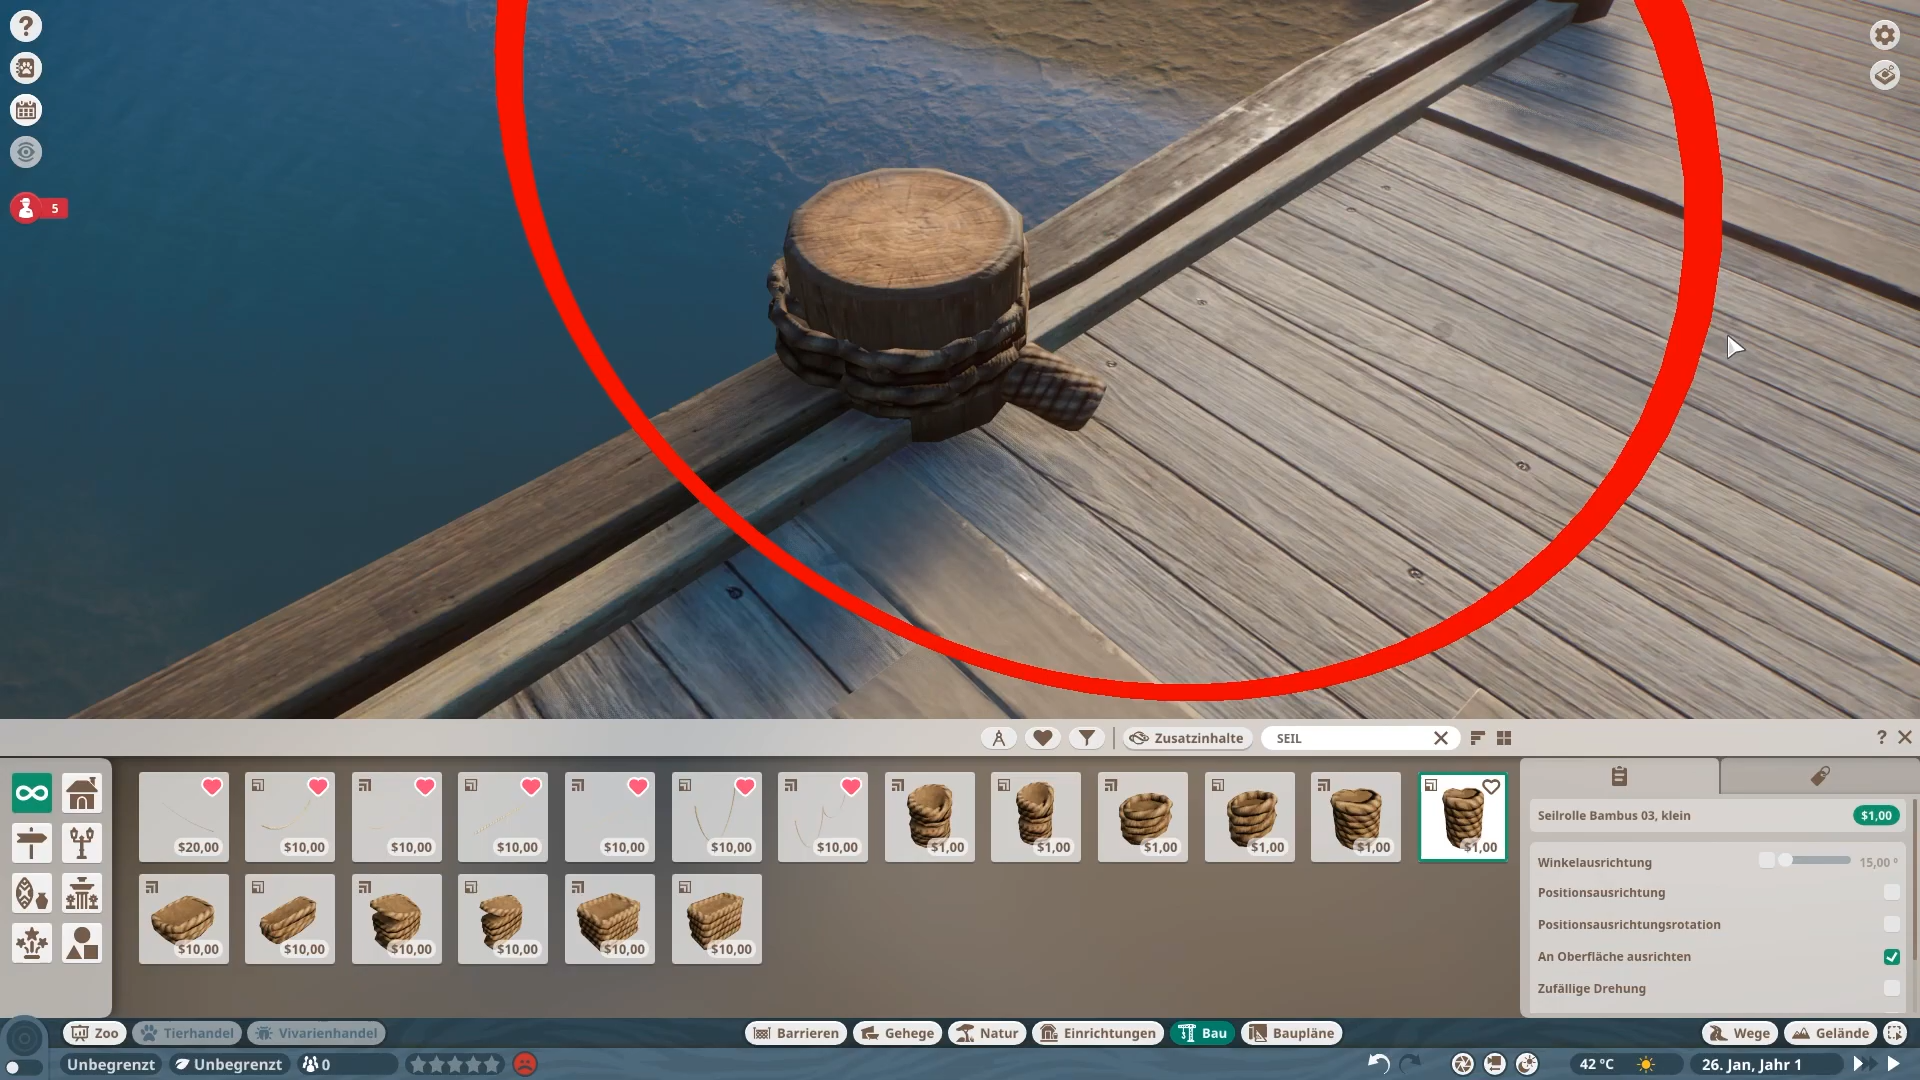 ?
5
Zusatzinhalte
SEIL
?
$20,00
$10,00
$10,00
$10,00
$10,00
$10,00
$10,00
$1,00
$1,00
$1,00
$1,00
$1,00
$1,00
$10,00
$10,00
$10,00
$10,00
$10,00
$10,00
Seilrolle Bambus 03, klein
$1,00
Winkelausrichtung
15,00 °
Positionsausrichtung
Positionsausrichtungsrotation
An Oberfläche ausrichten
Zufällige Drehung
Zoo
Tierhandel
Vivarienhandel
Barrieren
Gehege
Natur
Einrichtungen
Bau
Baupläne
Wege
Gelände
Unbegrenzt
Unbegrenzt
0
42 °C
26. Jan, Jahr 1